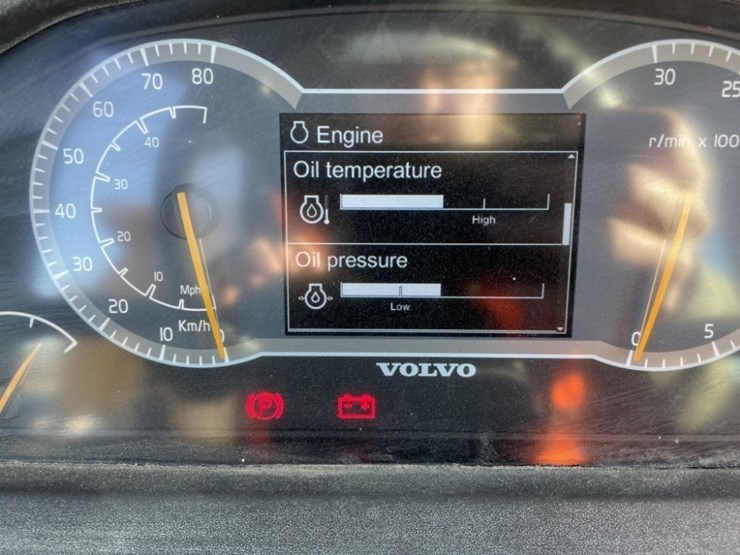 Engine
Oil temperature
High
Oil pressure
Low
80
70
60
50
40
30
20
10
Km/h
0
40
30
20
10
Mph
30
25
r/min x 100
0
5
VOLVO
P